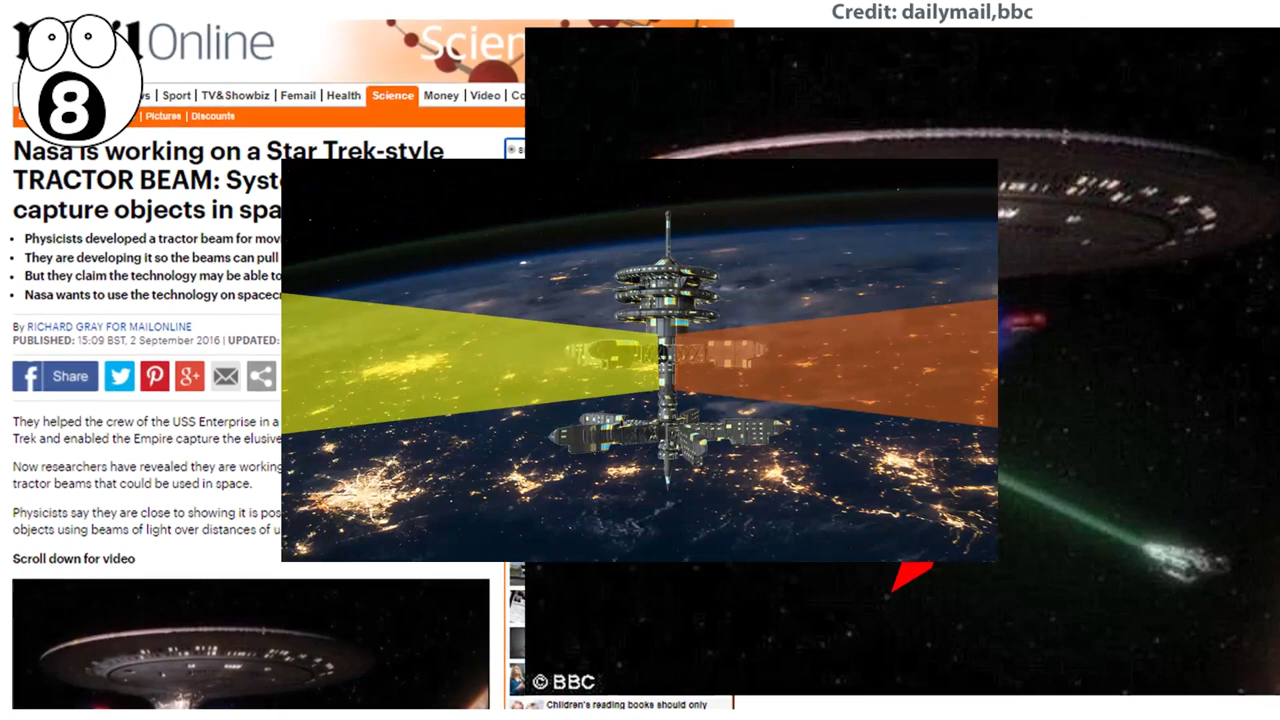 Credit: dailymail,bbc
Online
Scien
8
Sport | TV&Showbiz | Femail | Health | Science | Money | Video |
Pictures | Discounts
Nasa is working on a Star Trek-style
TRACTOR BEAM:
capture objects in
Physicists developed a tractor beam for
They are developing it so the beams can pull
But they claim the technology may be able to
Nasa wants to use the technology on
By RICHARD GRAY FOR MAILONLINE
PUBLISHED: 15:09 BST, 2 September 2016 | UPDATED:
Share
They helped the crew of the USS Enterprise in a
Trek and enabled the Empire capture the elusive
Now researchers have revealed they are working
tractor beams that could be used in space.
Physicists say they are close to showing it is
objects using beams of light over distances of
Scroll down for video
© BBC
Children's reading books should only